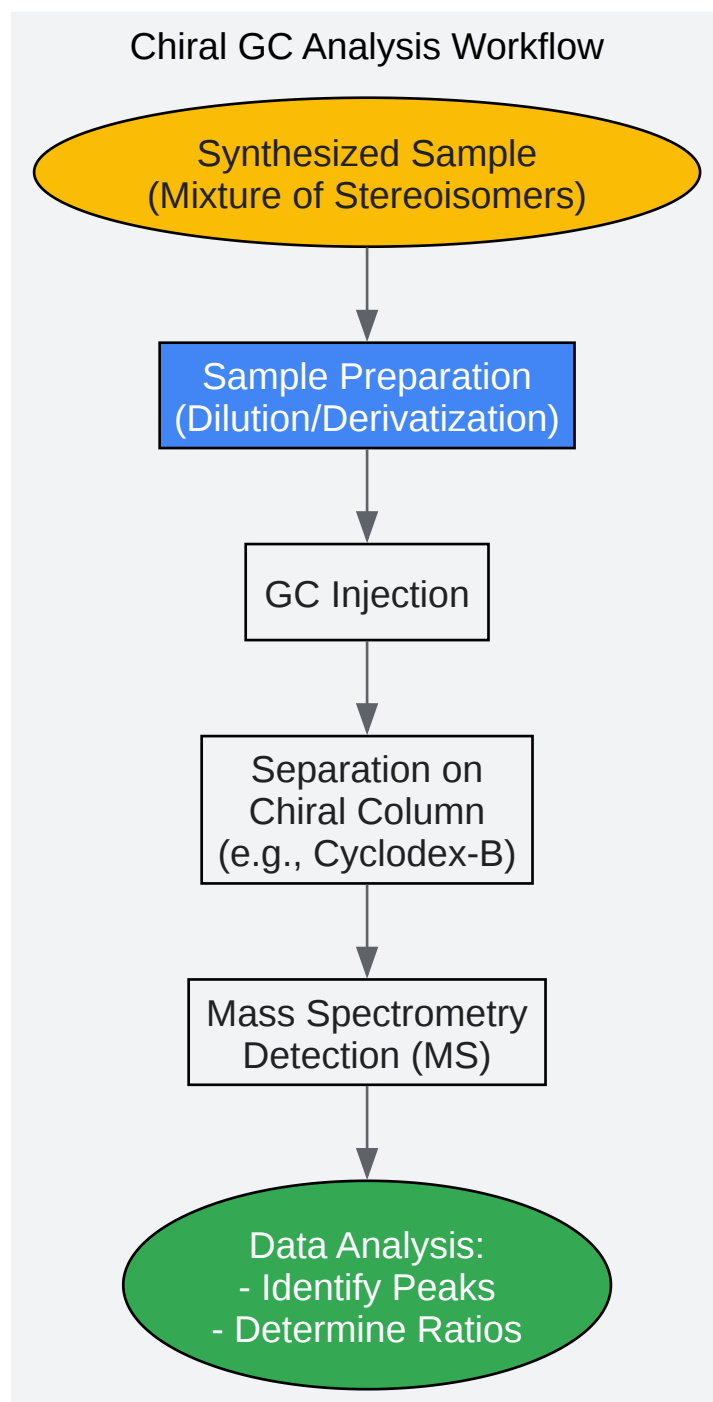 Chiral GC Analysis Workflow
Synthesized Sample
(Mixture of Stereoisomers)
Sample Preparation
(Dilution/Derivatization)
GC Injection
Separation on
Chiral Column
(e.g., Cyclodex-B)
Mass Spectrometry
Detection (MS)
Data Analysis:
- Identify Peaks
- Determine Ratios